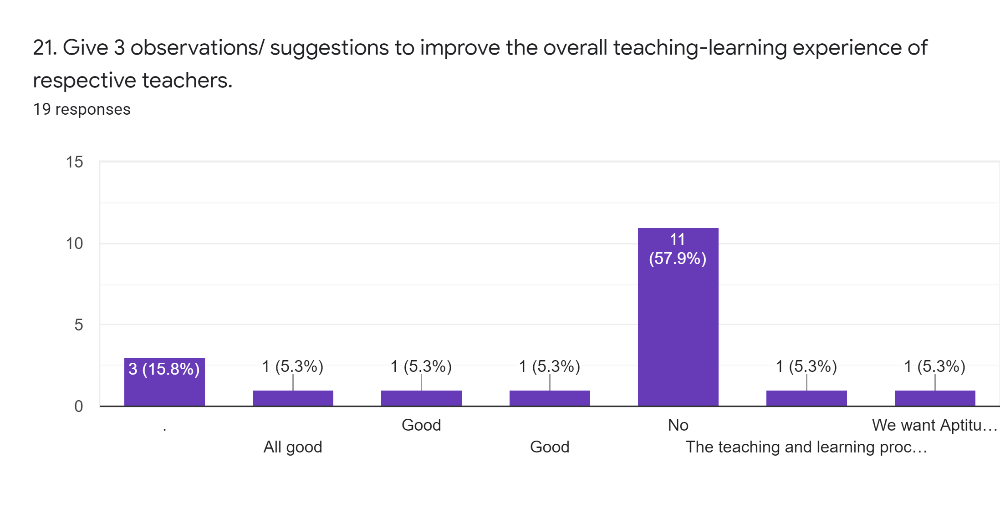 21. Give 3 observations/ suggestions to improve the overall teaching-learning experience of
respective teachers.
19 responses
15
10
5
0
3 (15.8%)
1 (5.3%)
1 (5.3%)
1 (5.3%)
11
(57.9%)
1 (5.3%)
1 (5.3%)
.
All good
Good
Good
No
The teaching and learning proc…
We want Aptitu…